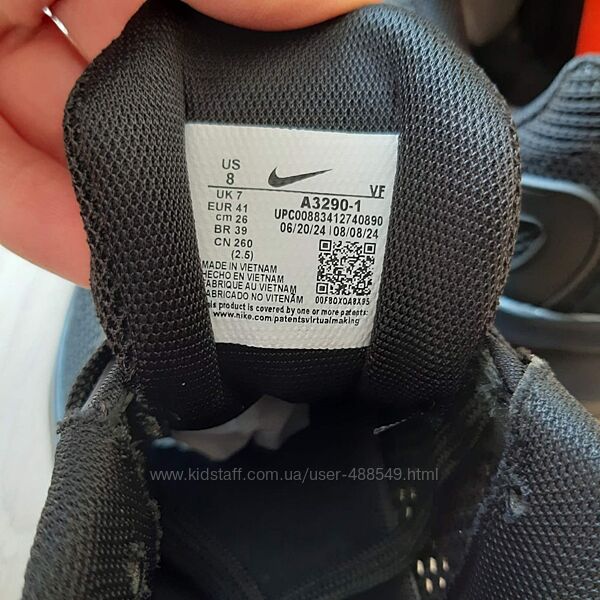 US
8
UK 7
EUR 41
cm 26
BR 39
CN 260
(2.5)
VF
A3290-1
UPC00883412740890
06/20/24 08/08/24
00F80X0A8X95
MADE IN VIETNAM
HECHO EN VIETNAM
FABRIQUE AU VIETNAM
FABRICADO NO VITENÃM
This product is covered by one or more patents:
www.nike.com/patentsvirtualmaking
www.kidstaff.com.ua/user-488549.html